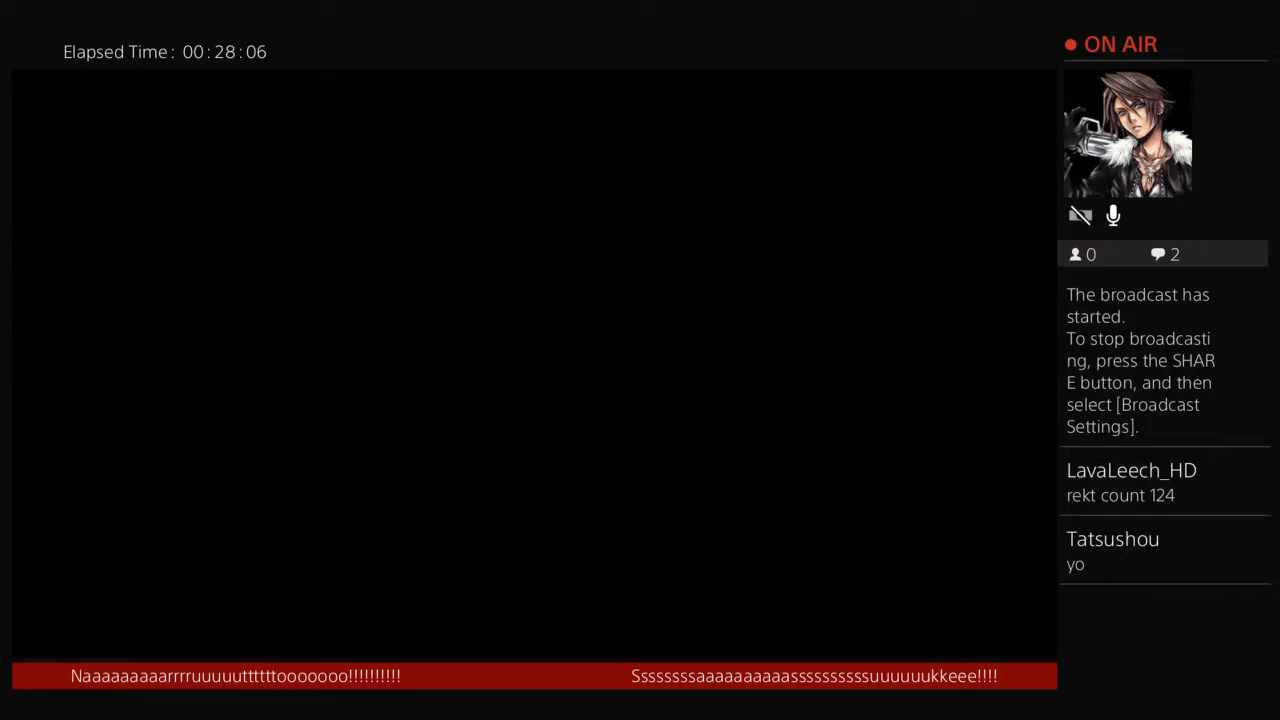 Elapsed Time: 00:28:06
ON AIR
0 2
The broadcast has
started.
To stop broadcasti
ng, press the SHAR
E button, and then
select [Broadcast
Settings].
LavaLeech_HD
rekt count 124
Tatsushou
yo
Naaaaaaaaarrrruuuuuttttttooooooo!!!!!!!!!! Ssssssssaaaaaaaaaassssssssssuuuuuukkeee!!!!